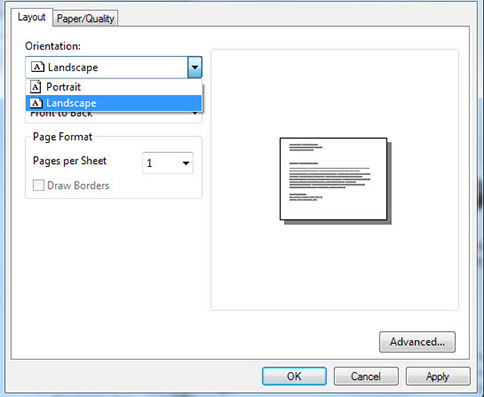 Layout
Paper/Quality
Orientation:
Landscape
Portrait
Landscape
Front to Back
Page Format
Pages per Sheet
1
Draw Borders
Advanced...
OK
Cancel
Apply